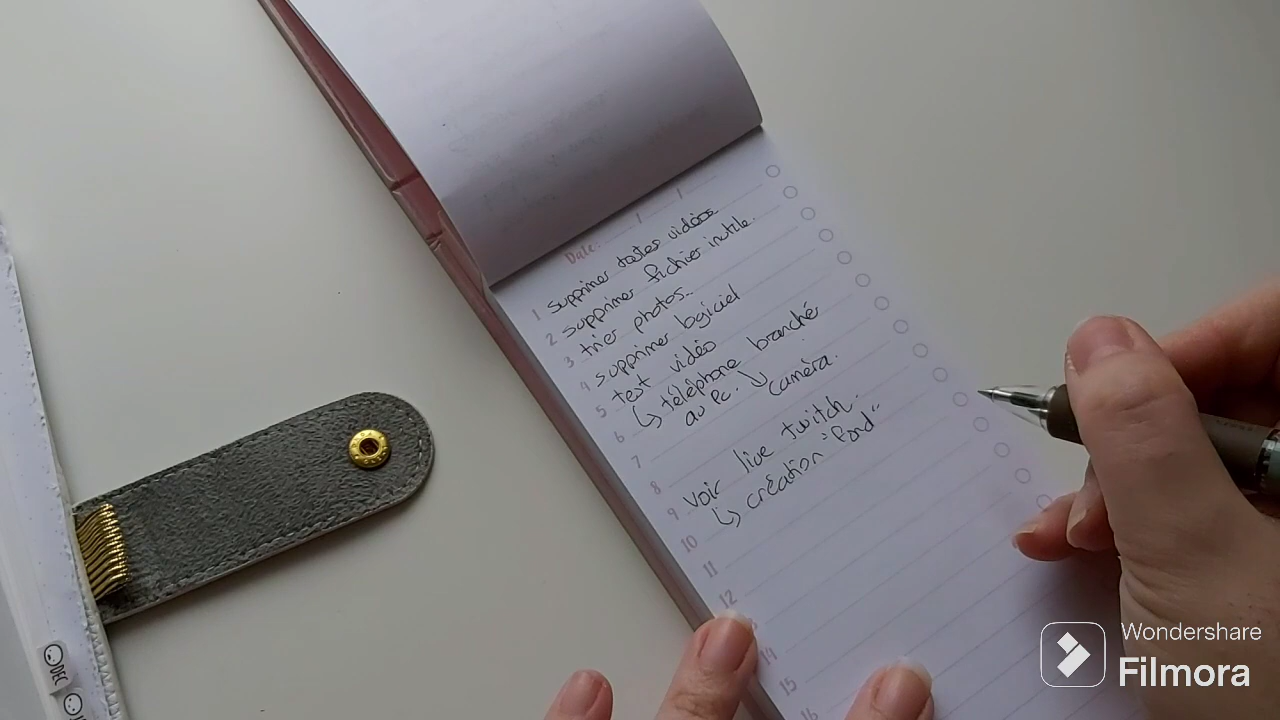 Date: / /
1 supprimer toutes vidéos
2 supprimer fichier inutile.
3 trier photos..
4 supprimer logiciel
5 test vidéo
6 ↳ téléphone branché
au Pc. ↳ caméra.
7
8
9 voir live twitch.
10 ↳ création "fond"
11
12
14
15
16
DEC
Wondershare
Filmora